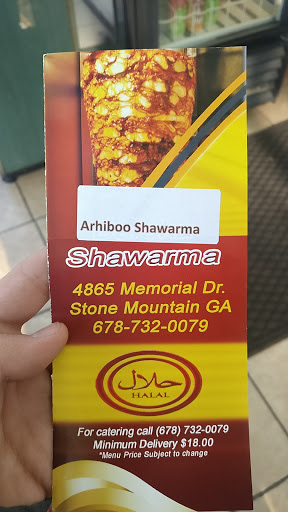 Arhiboo Shawarma
Shawarma
4865 Memorial Dr.
Stone Mountain GA
678-732-0079
حلال
HALAL
For catering call (678) 732-0079
Minimum Delivery $18.00
*Menu Price Subject to change